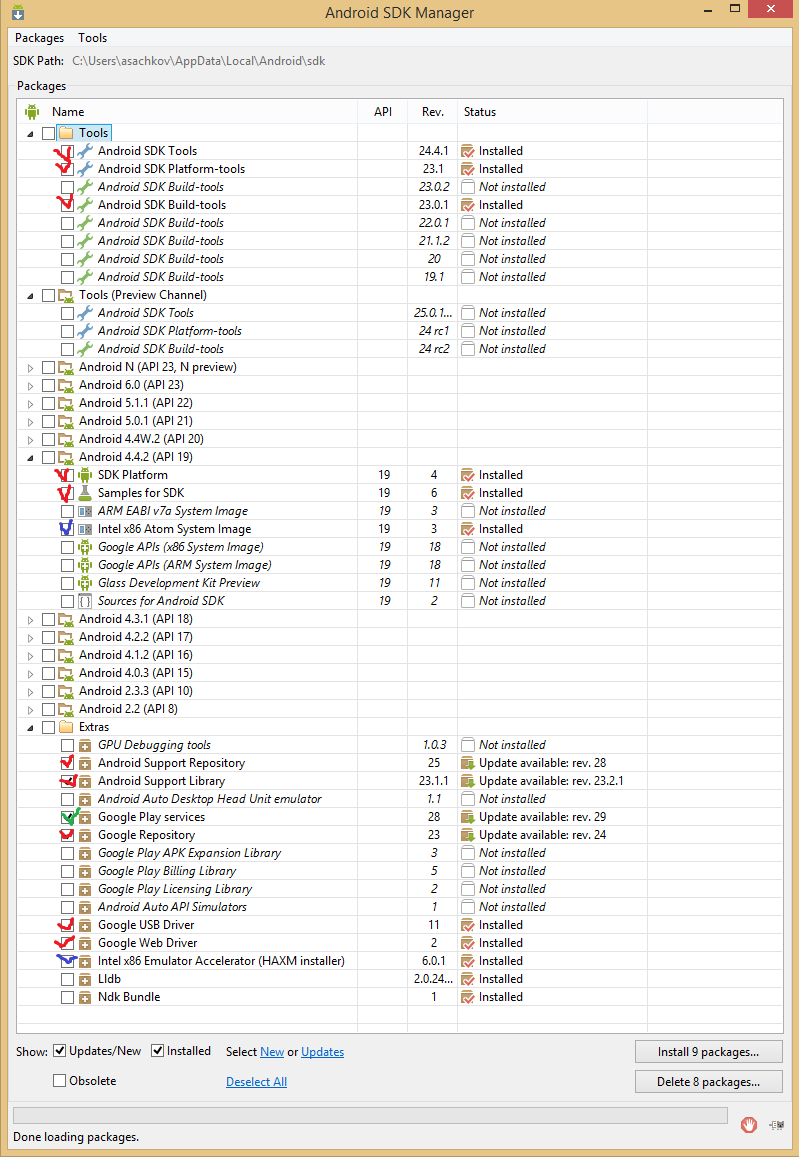 Android SDK Manager
Packages Tools
SDK Path: C:\Users\asachkov\AppData\Local\Android\sdk
Packages
Name API Rev. Status
Tools
Android SDK Tools 24.4.1 Installed
Android SDK Platform-tools 23.1 Installed
Android SDK Build-tools 23.0.2 Not installed
Android SDK Build-tools 23.0.1 Installed
Android SDK Build-tools 22.0.1 Not installed
Android SDK Build-tools 21.1.2 Not installed
Android SDK Build-tools 20 Not installed
Android SDK Build-tools 19.1 Not installed
Tools (Preview Channel)
Android SDK Tools 25.0.1... Not installed
Android SDK Platform-tools 24 rc1 Not installed
Android SDK Build-tools 24 rc2 Not installed
Android N (API 23, N preview)
Android 6.0 (API 23)
Android 5.1.1 (API 22)
Android 5.0.1 (API 21)
Android 4.4W.2 (API 20)
Android 4.4.2 (API 19)
SDK Platform 19 4 Installed
Samples for SDK 19 6 Installed
ARM EABI v7a System Image 19 3 Not installed
Intel x86 Atom System Image 19 3 Installed
Google APIs (x86 System Image) 19 18 Not installed
Google APIs (ARM System Image) 19 18 Not installed
Glass Development Kit Preview 19 11 Not installed
Sources for Android SDK 19 2 Not installed
Android 4.3.1 (API 18)
Android 4.2.2 (API 17)
Android 4.1.2 (API 16)
Android 4.0.3 (API 15)
Android 2.3.3 (API 10)
Android 2.2 (API 8)
Extras
GPU Debugging tools 1.0.3 Not installed
Android Support Repository 25 Update available: rev. 28
Android Support Library 23.1.1 Update available: rev. 23.2.1
Android Auto Desktop Head Unit emulator 1.1 Not installed
Google Play services 28 Update available: rev. 29
Google Repository 23 Update available: rev. 24
Google Play APK Expansion Library 3 Not installed
Google Play Billing Library 5 Not installed
Google Play Licensing Library 2 Not installed
Android Auto API Simulators 1 Not installed
Google USB Driver 11 Installed
Google Web Driver 2 Installed
Intel x86 Emulator Accelerator (HAXM installer) 6.0.1 Installed
Lldb 2.0.24... Installed
Ndk Bundle 1 Installed
Show: Updates/New Installed Select New or Updates Install 9 packages...
Obsolete Deselect All Delete 8 packages...
Done loading packages.